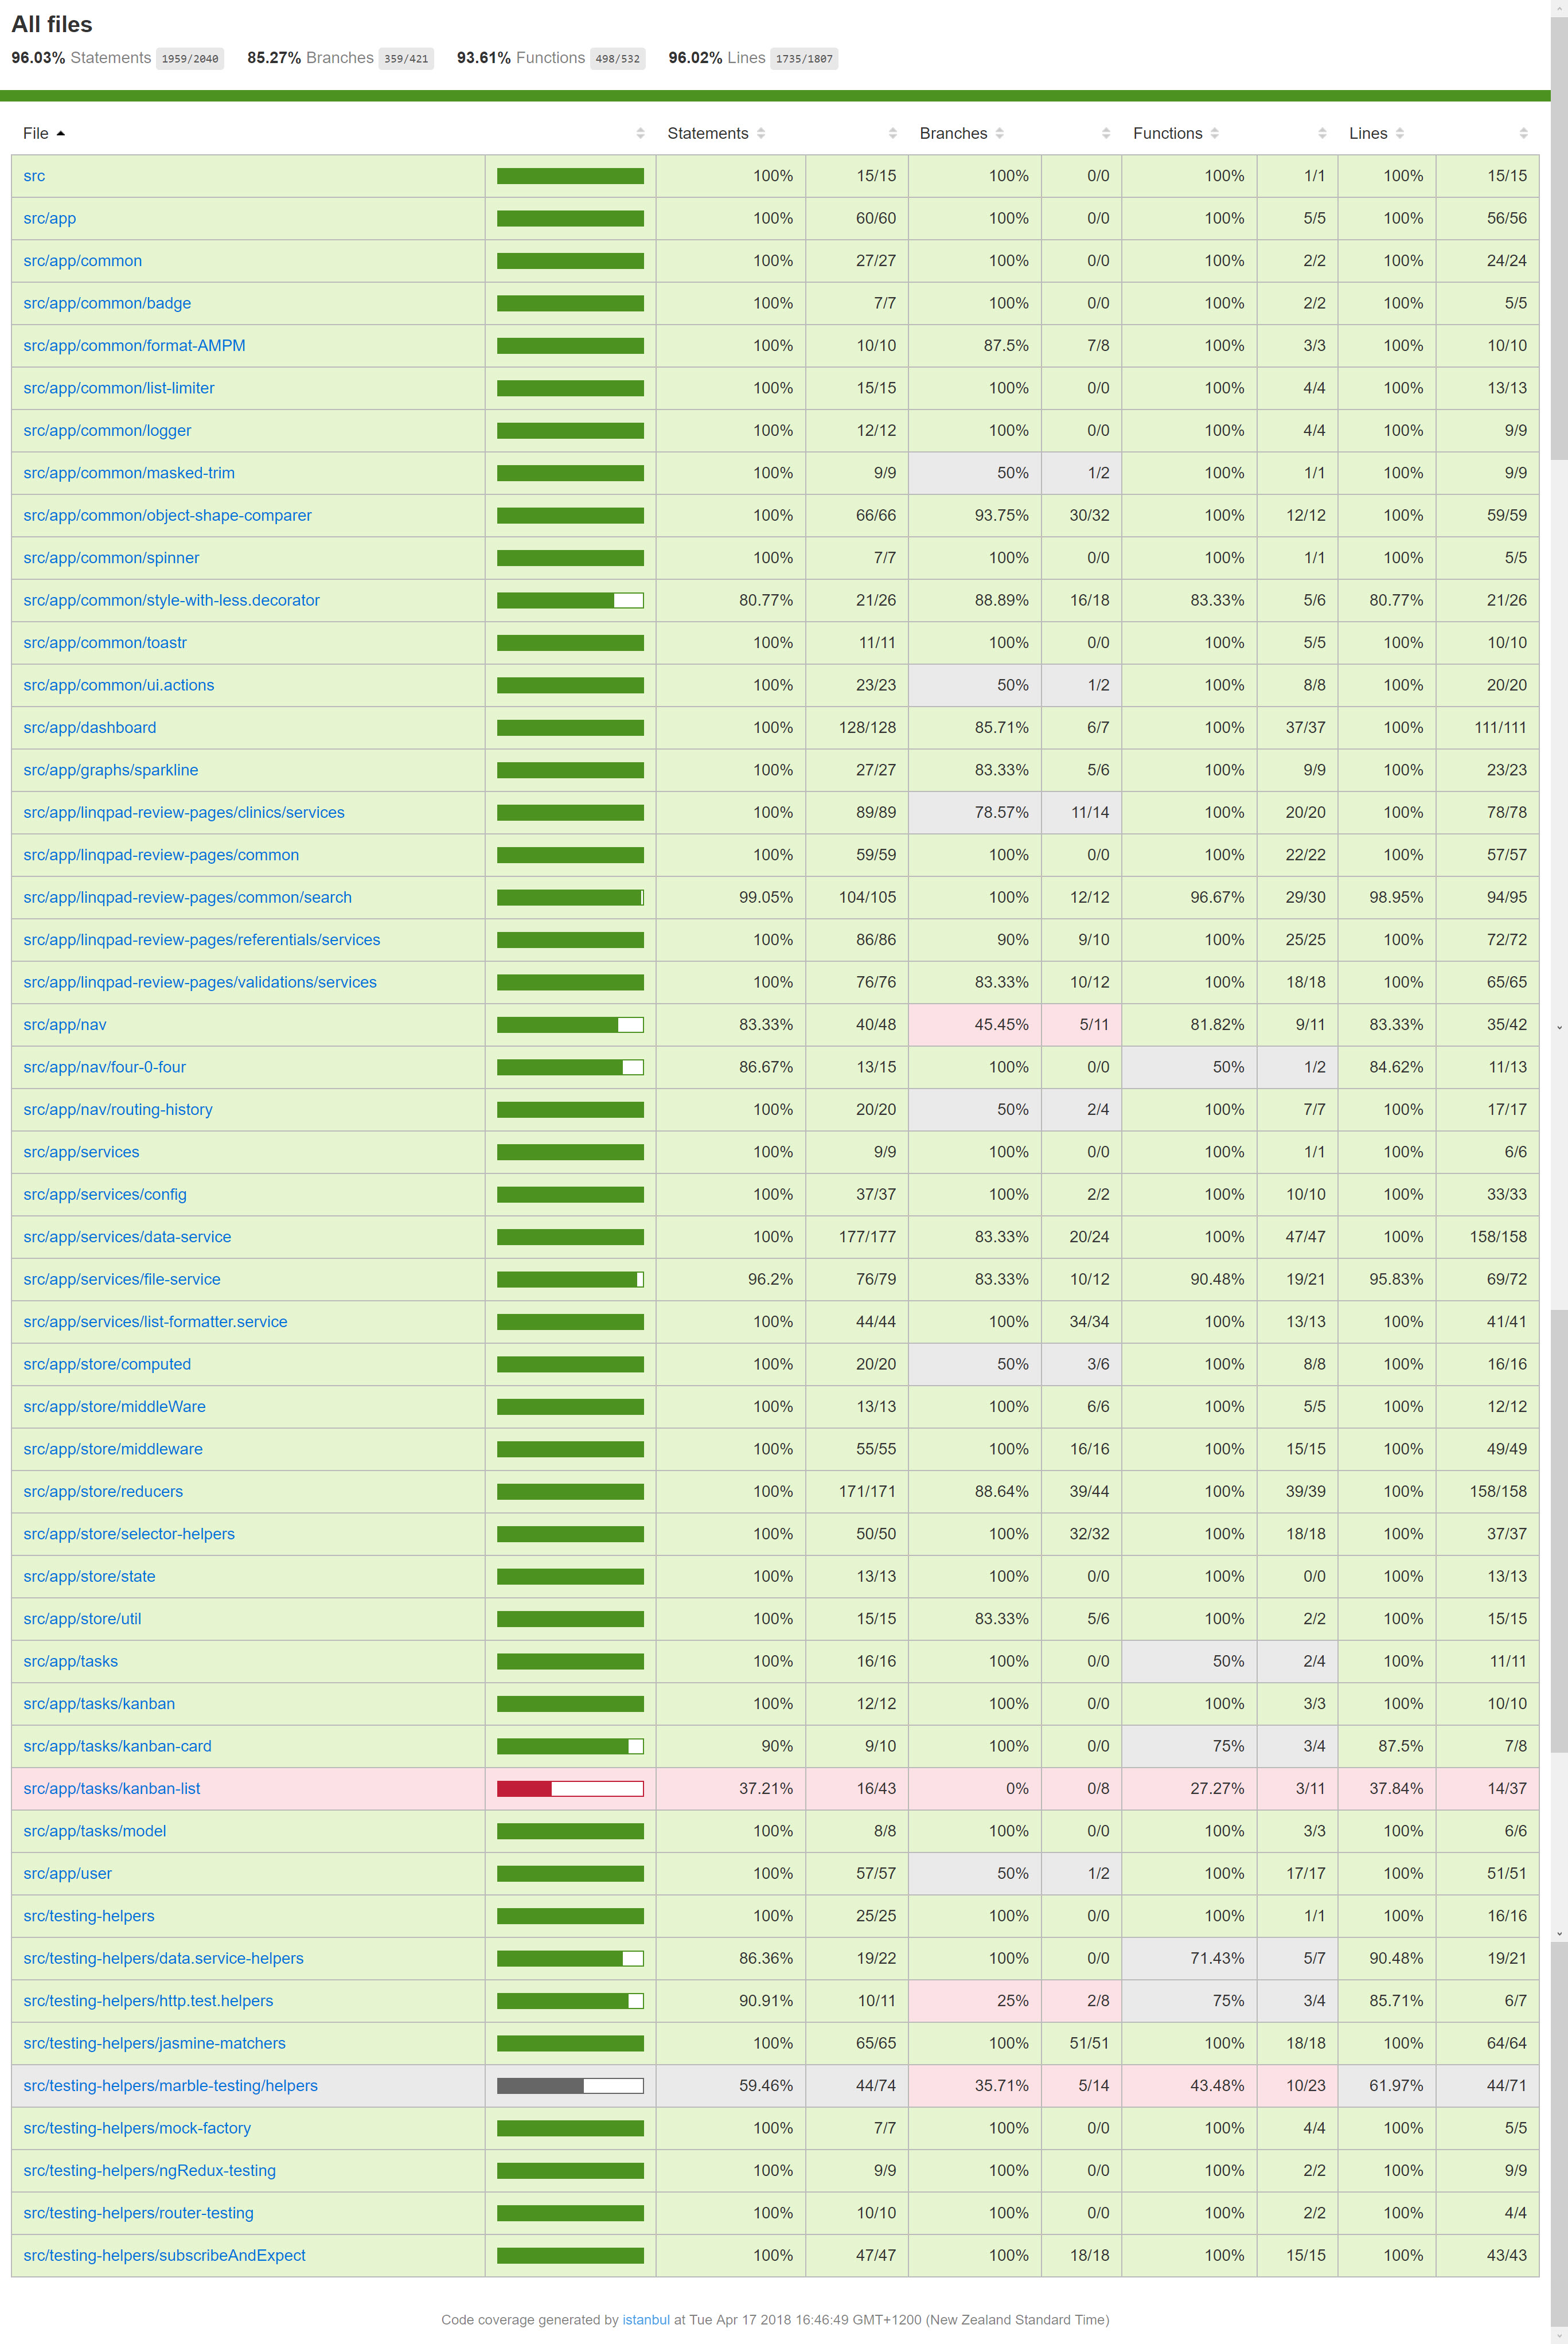 All files
96.03% Statements 1959/2040 85.27% Branches 359/421 93.61% Functions 498/532 96.02% Lines 1735/1807
File Statements Branches Functions Lines
src 100% 15/15 100% 0/0 100% 1/1 100% 15/15
src/app 100% 60/60 100% 0/0 100% 5/5 100% 56/56
src/app/common 100% 27/27 100% 0/0 100% 2/2 100% 24/24
src/app/common/badge 100% 7/7 100% 0/0 100% 2/2 100% 5/5
src/app/common/format-AMPM 100% 10/10 87.5% 7/8 100% 3/3 100% 10/10
src/app/common/list-limiter 100% 15/15 100% 0/0 100% 4/4 100% 13/13
src/app/common/logger 100% 12/12 100% 0/0 100% 4/4 100% 9/9
src/app/common/masked-trim 100% 9/9 50% 1/2 100% 1/1 100% 9/9
src/app/common/object-shape-comparer 100% 66/66 93.75% 30/32 100% 12/12 100% 59/59
src/app/common/spinner 100% 7/7 100% 0/0 100% 1/1 100% 5/5
src/app/common/style-with-less.decorator 80.77% 21/26 88.89% 16/18 83.33% 5/6 80.77% 21/26
src/app/common/toastr 100% 11/11 100% 0/0 100% 5/5 100% 10/10
src/app/common/ui.actions 100% 23/23 50% 1/2 100% 8/8 100% 20/20
src/app/dashboard 100% 128/128 85.71% 6/7 100% 37/37 100% 111/111
src/app/graphs/sparkline 100% 27/27 83.33% 5/6 100% 9/9 100% 23/23
src/app/linqpad-review-pages/clinics/services 100% 89/89 78.57% 11/14 100% 20/20 100% 78/78
src/app/linqpad-review-pages/common 100% 59/59 100% 0/0 100% 22/22 100% 57/57
src/app/linqpad-review-pages/common/search 99.05% 104/105 100% 12/12 96.67% 29/30 98.95% 94/95
src/app/linqpad-review-pages/referentials/services 100% 86/86 90% 9/10 100% 25/25 100% 72/72
src/app/linqpad-review-pages/validations/services 100% 76/76 83.33% 10/12 100% 18/18 100% 65/65
src/app/nav 83.33% 40/48 45.45% 5/11 81.82% 9/11 83.33% 35/42
src/app/nav/four-0-four 86.67% 13/15 100% 0/0 50% 1/2 84.62% 11/13
src/app/nav/routing-history 100% 20/20 50% 2/4 100% 7/7 100% 17/17
src/app/services 100% 9/9 100% 0/0 100% 1/1 100% 6/6
src/app/services/config 100% 37/37 100% 2/2 100% 10/10 100% 33/33
src/app/services/data-service 100% 177/177 83.33% 20/24 100% 47/47 100% 158/158
src/app/services/file-service 96.2% 76/79 83.33% 10/12 90.48% 19/21 95.83% 69/72
src/app/services/list-formatter.service 100% 44/44 100% 34/34 100% 13/13 100% 41/41
src/app/store/computed 100% 20/20 50% 3/6 100% 8/8 100% 16/16
src/app/store/middleWare 100% 13/13 100% 6/6 100% 5/5 100% 12/12
src/app/store/middleware 100% 55/55 100% 16/16 100% 15/15 100% 49/49
src/app/store/reducers 100% 171/171 88.64% 39/44 100% 39/39 100% 158/158
src/app/store/selector-helpers 100% 50/50 100% 32/32 100% 18/18 100% 37/37
src/app/store/state 100% 13/13 100% 0/0 100% 0/0 100% 13/13
src/app/store/util 100% 15/15 83.33% 5/6 100% 2/2 100% 15/15
src/app/tasks 100% 16/16 100% 0/0 50% 2/4 100% 11/11
src/app/tasks/kanban 100% 12/12 100% 0/0 100% 3/3 100% 10/10
src/app/tasks/kanban-card 90% 9/10 100% 0/0 75% 3/4 87.5% 7/8
src/app/tasks/kanban-list 37.21% 16/43 0% 0/8 27.27% 3/11 37.84% 14/37
src/app/tasks/model 100% 8/8 100% 0/0 100% 3/3 100% 6/6
src/app/user 100% 57/57 50% 1/2 100% 17/17 100% 51/51
src/testing-helpers 100% 25/25 100% 0/0 100% 1/1 100% 16/16
src/testing-helpers/data.service-helpers 86.36% 19/22 100% 0/0 71.43% 5/7 90.48% 19/21
src/testing-helpers/http.test.helpers 90.91% 10/11 25% 2/8 75% 3/4 85.71% 6/7
src/testing-helpers/jasmine-matchers 100% 65/65 100% 51/51 100% 18/18 100% 64/64
src/testing-helpers/marble-testing/helpers 59.46% 44/74 35.71% 5/14 43.48% 10/23 61.97% 44/71
src/testing-helpers/mock-factory 100% 7/7 100% 0/0 100% 4/4 100% 5/5
src/testing-helpers/ngRedux-testing 100% 9/9 100% 0/0 100% 2/2 100% 9/9
src/testing-helpers/router-testing 100% 10/10 100% 0/0 100% 2/2 100% 4/4
src/testing-helpers/subscribeAndExpect 100% 47/47 100% 18/18 100% 15/15 100% 43/43
Code coverage generated by istanbul at Tue Apr 17 2018 16:46:49 GMT+1200 (New Zealand Standard Time)